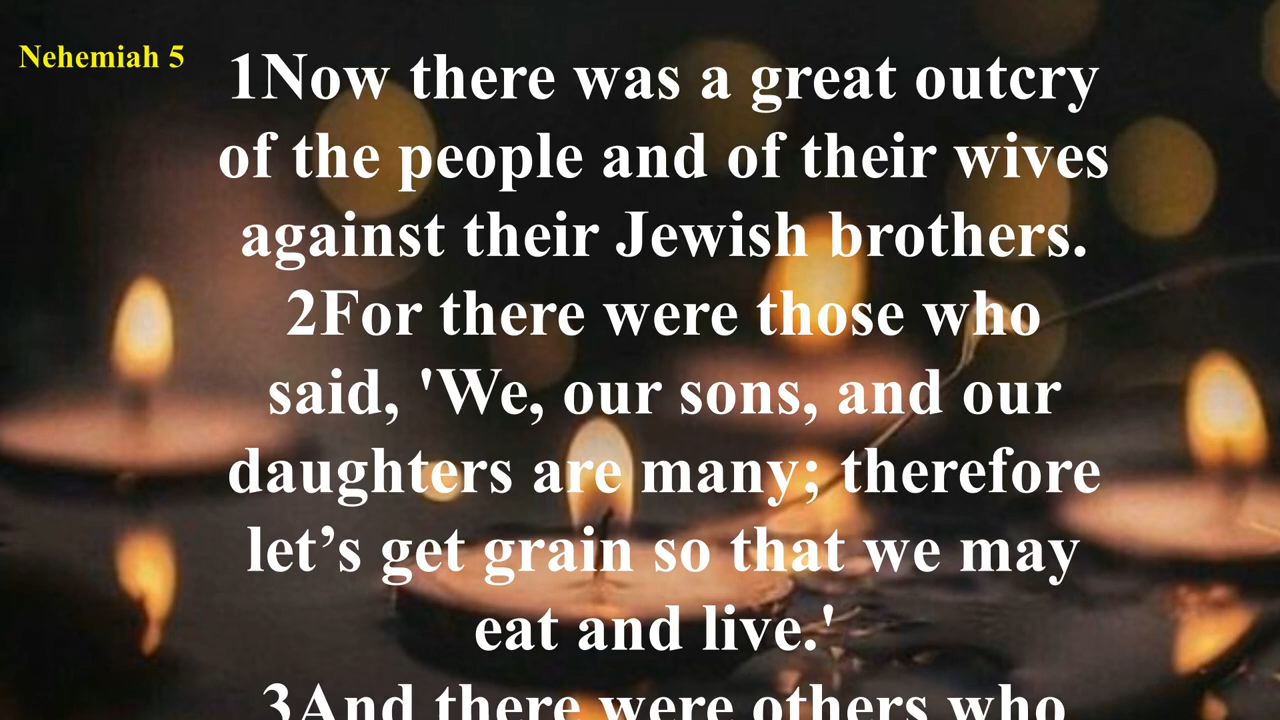 Nehemiah 5
1Now there was a great outcry
of the people and of their wives
against their Jewish brothers.
2For there were those who
said, 'We, our sons, and our
daughters are many; therefore
let’s get grain so that we may
eat and live.'
3And there were others who